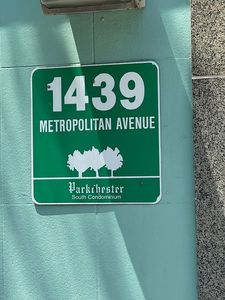 1439
METROPOLITAN AVENUE
Parkchester
South Condominium